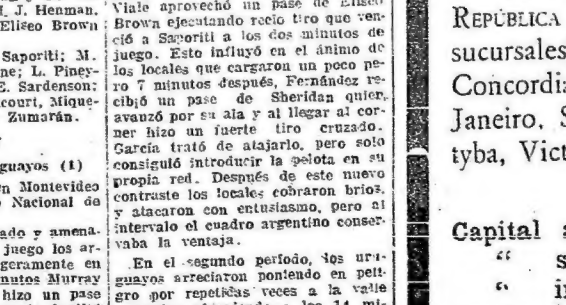 . J. Henman.
Eliseo Brown
Saporiti; M.
ne; L. Piney-
E. Sardenson;
court, Mique-
Zumarán.
guayos (1)
n Montevideo
Nacional de
ado y amena.
juego los ar-
geramente en
nutos Murray
hizo un pase
Viale aprovechó un pase de Eliseo
Brown ejecutando recio tiro que ven-
ció a Saporiti a los dos minutos de
juego. Esto influyó en el ánimo de
los locales que cargaron un poco pe-
ro 7 minutos después, Fernández re-
cibió un pase de Sheridan quier,
avanzó por su ala y al llegar al cor-
ner hizo un fuerte tiro cruzado.
García trató de atajarlo, pero solo
consiguió introducir la pelota en su
propia red. Después de este nuevo
contraste los locales cobraron brios,
y atacaron con entusiasmo, pero al
intervalo el cuadro argentino conser-
vaba la ventaja.
En el segundo período, los uru-
guayos arreciaron poniendo en peli-
gro por repetidas veces a la valle
a los 14 mi-
REPÚBLICA
sucursales
Concordia
Janeiro, S
tyba, Vict
Capital a
“ s
“ i